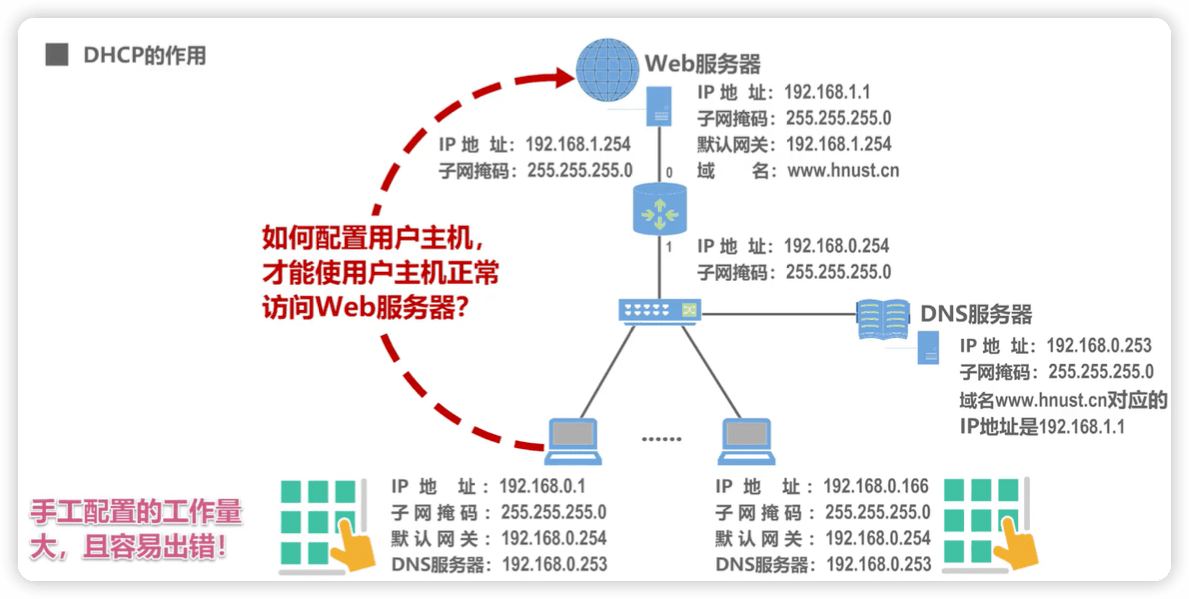 DHCP的作用
Web服务器
IP 地 址：192.168.1.1
子网掩码：255.255.255.0
默认网关：192.168.1.254
域 名：www.hnust.cn
IP 地 址：192.168.1.254
子网掩码：255.255.255.0
0
1
IP 地 址：192.168.0.254
子网掩码：255.255.255.0
如何配置用户主机，
才能使用户主机正常
访问Web服务器？
DNS服务器
IP 地 址：192.168.0.253
子网掩码：255.255.255.0
域名www.hnust.cn对应的
IP地址是192.168.1.1
......
手工配置的工作量
大，且容易出错！
IP 地 址：192.168.0.1
子网掩码：255.255.255.0
默认网关：192.168.0.254
DNS服务器：192.168.0.253
IP 地 址：192.168.0.166
子网掩码：255.255.255.0
默认网关：192.168.0.254
DNS服务器：192.168.0.253